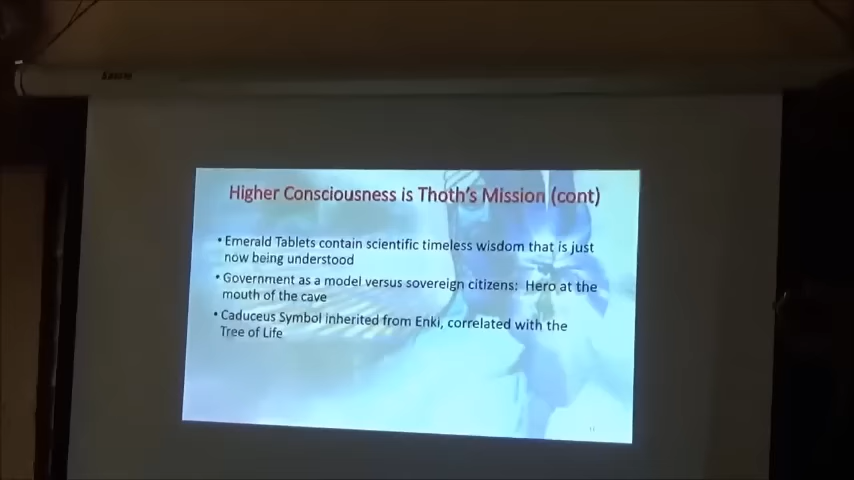 Higher Consciousness is Thoth's Mission (cont)
• Emerald Tablets contain scientific timeless wisdom that is just
now being understood
• Government as a model versus sovereign citizens: Hero at the
mouth of the cave
• Caduceus Symbol inherited from Enki, correlated with the
Tree of Life